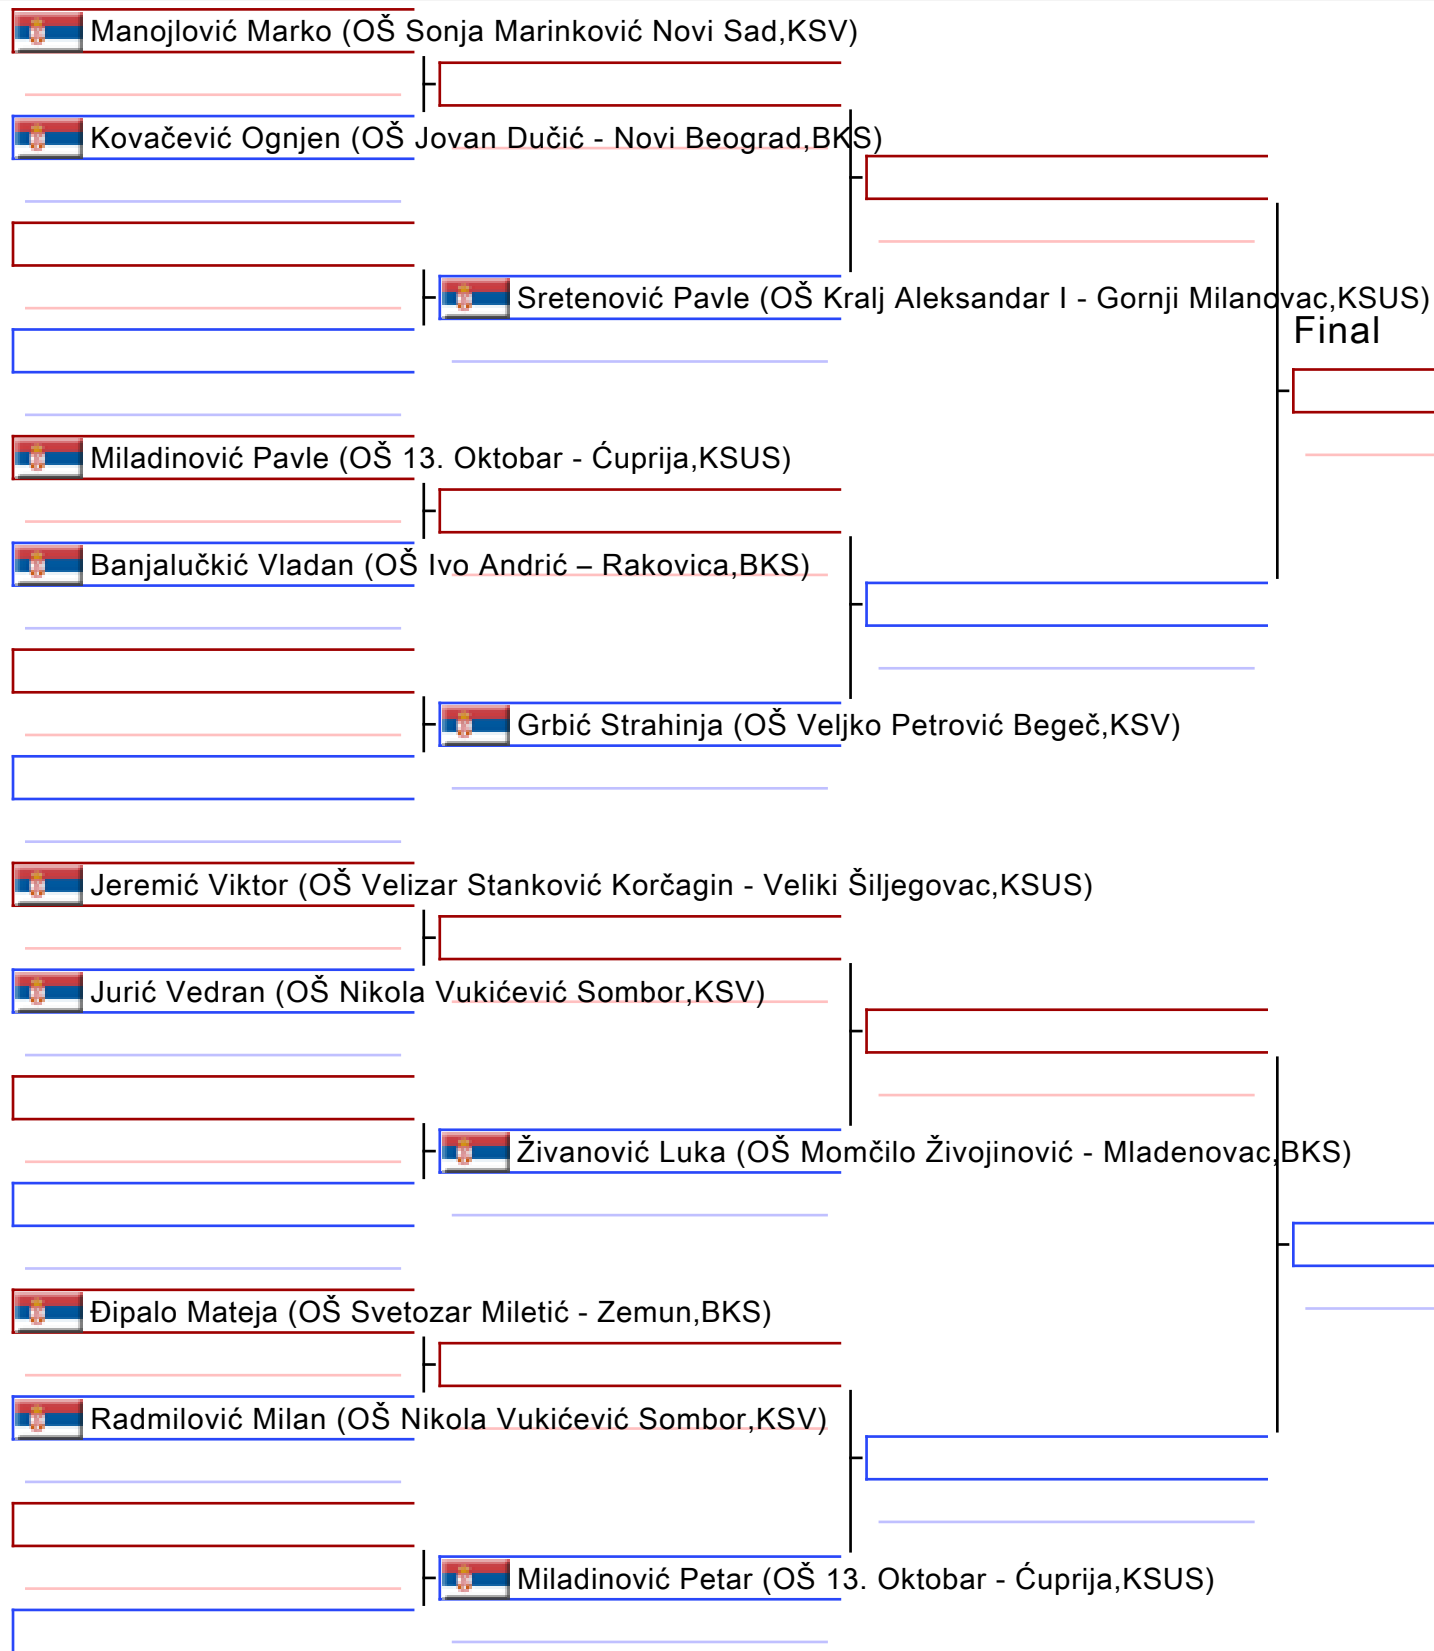 Manojlović Marko (OŠ Sonja Marinković Novi Sad,KSV)
Kovačević Ognjen (OŠ Jovan Dučić - Novi Beograd,BKS)
Sretenović Pavle (OŠ Kralj Aleksandar I - Gornji Milanovac,KSUS)
Final
Miladinović Pavle (OŠ 13. Oktobar - Ćuprija,KSUS)
Banjalučkić Vladan (OŠ Ivo Andrić – Rakovica,BKS)
Grbić Strahinja (OŠ Veljko Petrović Begeč,KSV)
Jeremić Viktor (OŠ Velizar Stanković Korčagin - Veliki Šiljegovac,KSUS)
Jurić Vedran (OŠ Nikola Vukićević Sombor,KSV)
Živanović Luka (OŠ Momčilo Živojinović - Mladenovac,BKS)
Đipalo Mateja (OŠ Svetozar Miletić - Zemun,BKS)
Radmilović Milan (OŠ Nikola Vukićević Sombor,KSV)
Miladinović Petar (OŠ 13. Oktobar - Ćuprija,KSUS)